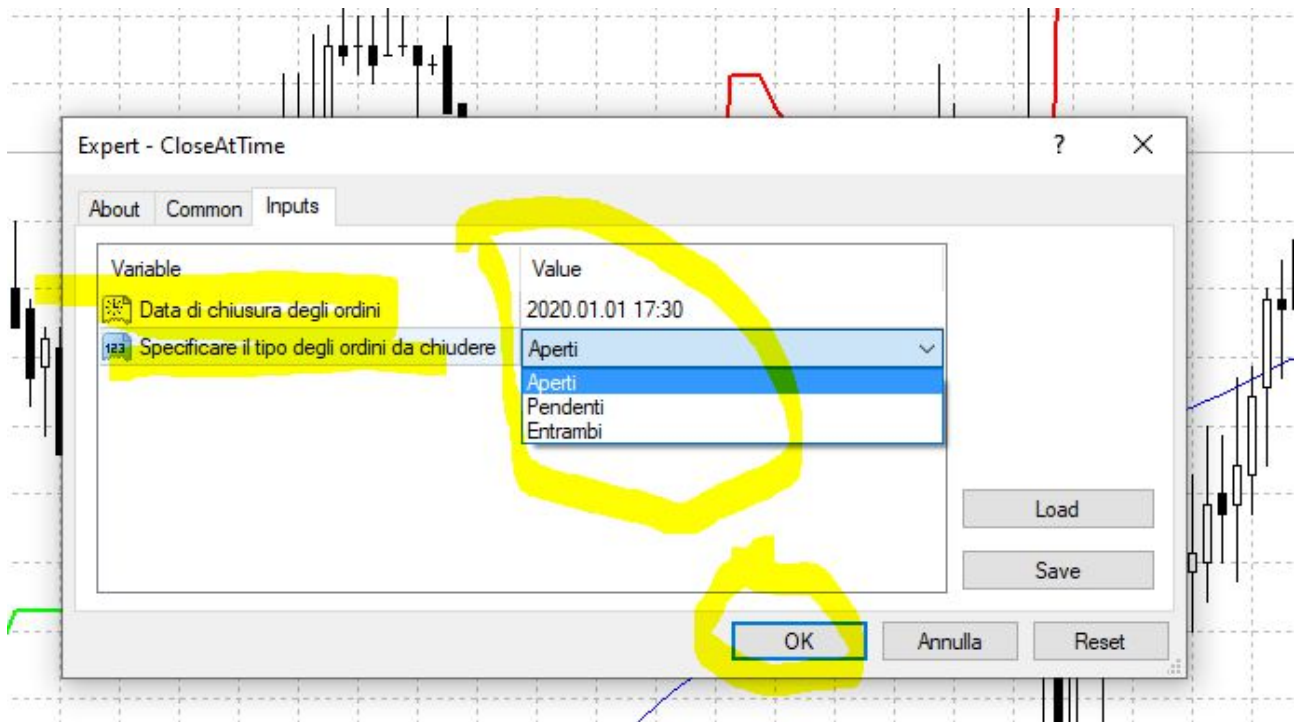 Expert - CloseAtTime ? ×
About Common Inputs
Variable Value
Data di chiusura degli ordini 2020.01.01 17:30
123 Specificare il tipo degli ordini da chiudere Aperti
Aperti
Pendenti
Entrambi
Load
Save
OK Annulla Reset